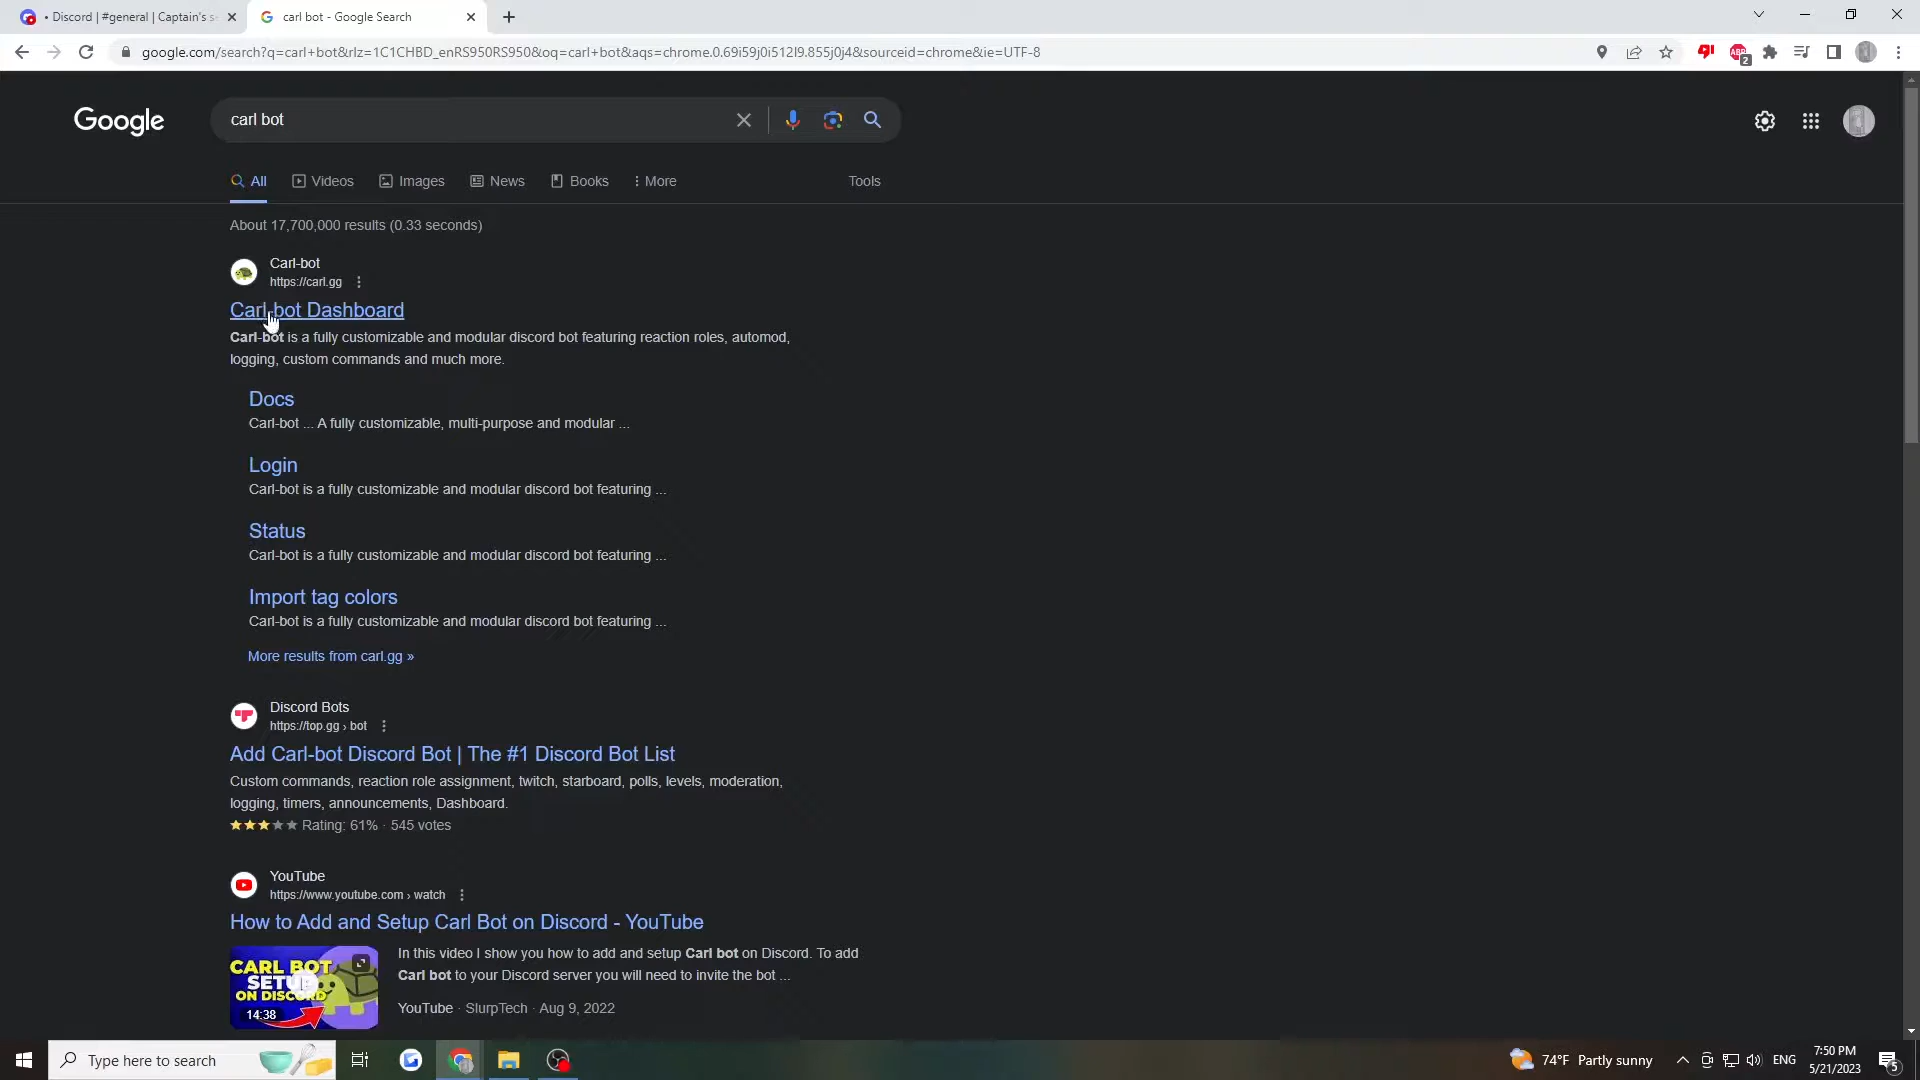 • Discord | #general | Captain's s
carl bot - Google Search
google.com/search?q=carl+bot&rlz=1C1CHBD_enRS950RS950&oq=carl+bot&aqs=chrome.0.69i59j0i512l9.855j0j4&sourceid=chrome&ie=UTF-8
ABP
2
Google
carl bot
All
Videos
Images
News
Books
More
Tools
About 17,700,000 results (0.33 seconds)
Carl-bot
https://carl.gg
Carl-bot Dashboard
Carl-bot is a fully customizable and modular discord bot featuring reaction roles, automod,
logging, custom commands and much more.
Docs
Carl-bot ... A fully customizable, multi-purpose and modular ...
Login
Carl-bot is a fully customizable and modular discord bot featuring ...
Status
Carl-bot is a fully customizable and modular discord bot featuring ...
Import tag colors
Carl-bot is a fully customizable and modular discord bot featuring ...
More results from carl.gg »
Discord Bots
https://top.gg › bot
Add Carl-bot Discord Bot | The #1 Discord Bot List
Custom commands, reaction role assignment, twitch, starboard, polls, levels, moderation,
logging, timers, announcements, Dashboard.
Rating: 61% · 545 votes
YouTube
https://www.youtube.com › watch
How to Add and Setup Carl Bot on Discord - YouTube
CARL BOT
SETUP
ON DISCORD
14:38
In this video I show you how to add and setup Carl bot on Discord. To add
Carl bot to your Discord server you will need to invite the bot ...
YouTube · SlurpTech · Aug 9, 2022
Type here to search
74°F Partly sunny
ENG
7:50 PM
5/21/2023
5